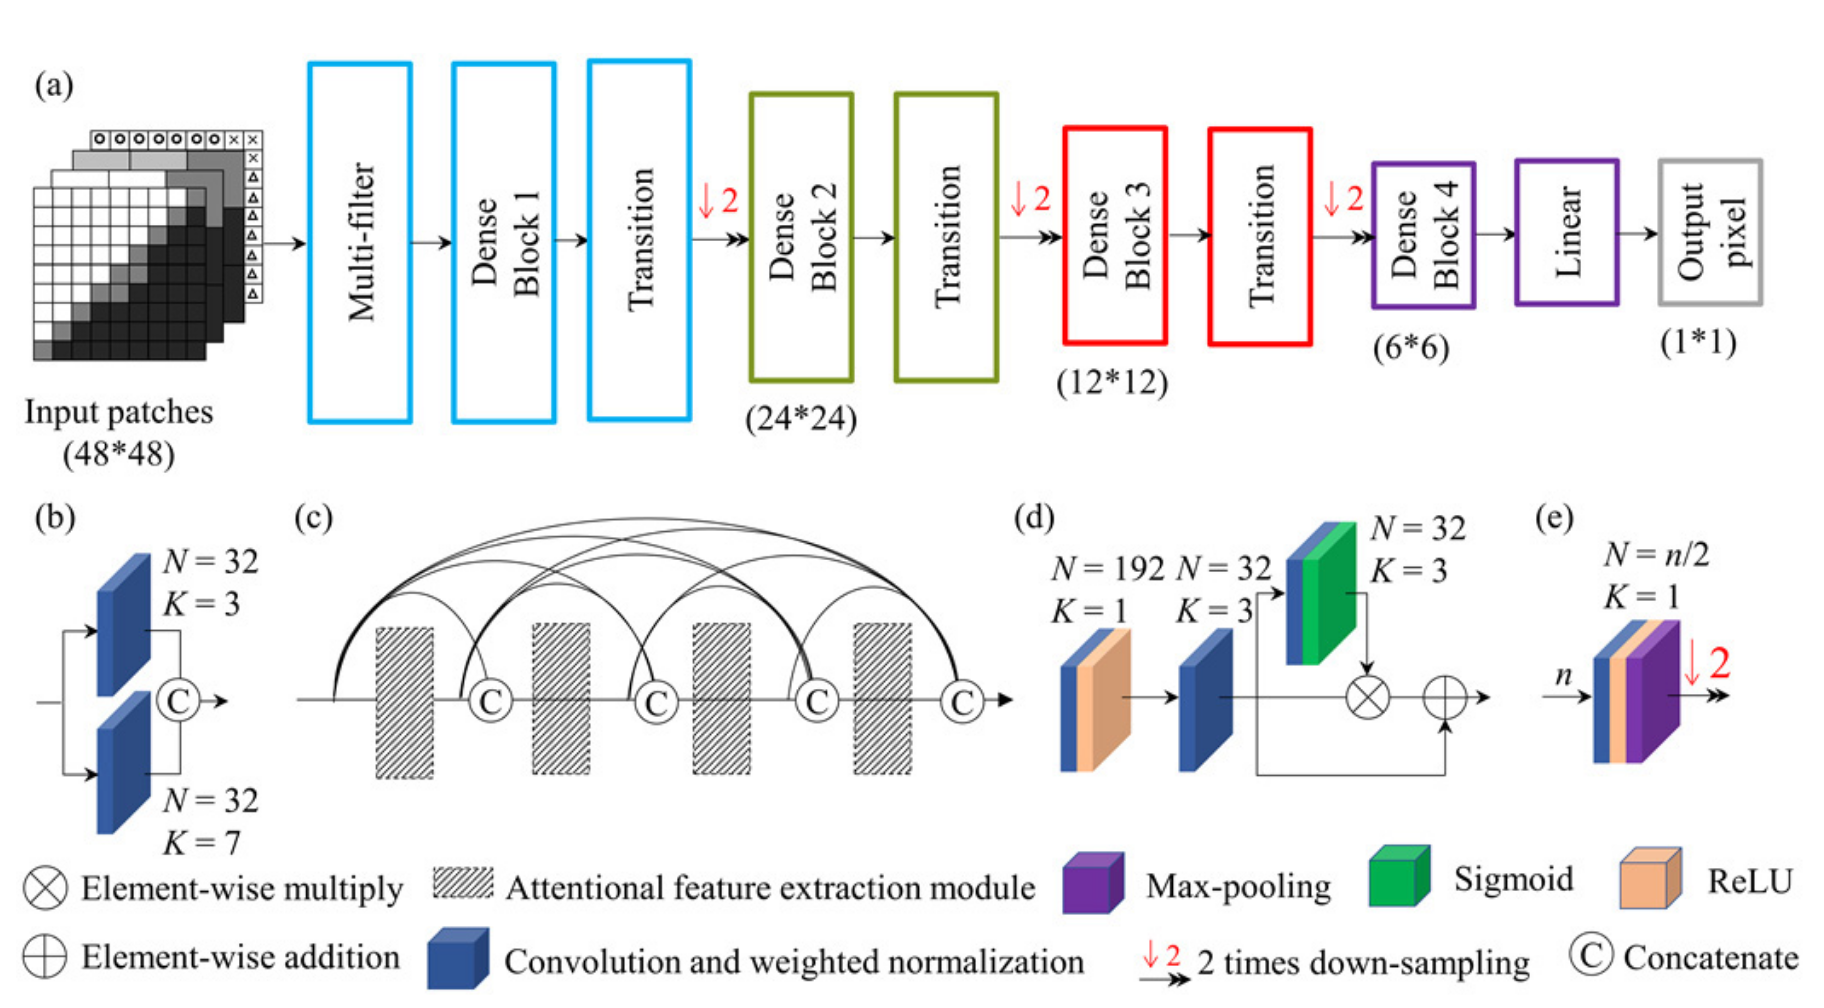 (a)
Multi-filter
Dense
Block 1
Transition
↓2
Dense
Block 2
Transition
↓2
Dense
Block 3
Transition
↓2
Dense
Block 4
Linear
Output
pixel
Input patches
(48*48)
(24*24)
(12*12)
(6*6)
(1*1)
(b)
N = 32
K = 3
C
N = 32
K = 7
(c)
C
C
C
C
(d)
N = 192
K = 1
N = 32
K = 3
N = 32
K = 3
(e)
N = n/2
K = 1
n
↓2
Element-wise multiply
Attentional feature extraction module
Max-pooling
Sigmoid
ReLU
Element-wise addition
Convolution and weighted normalization
↓2
2 times down-sampling
C
Concatenate